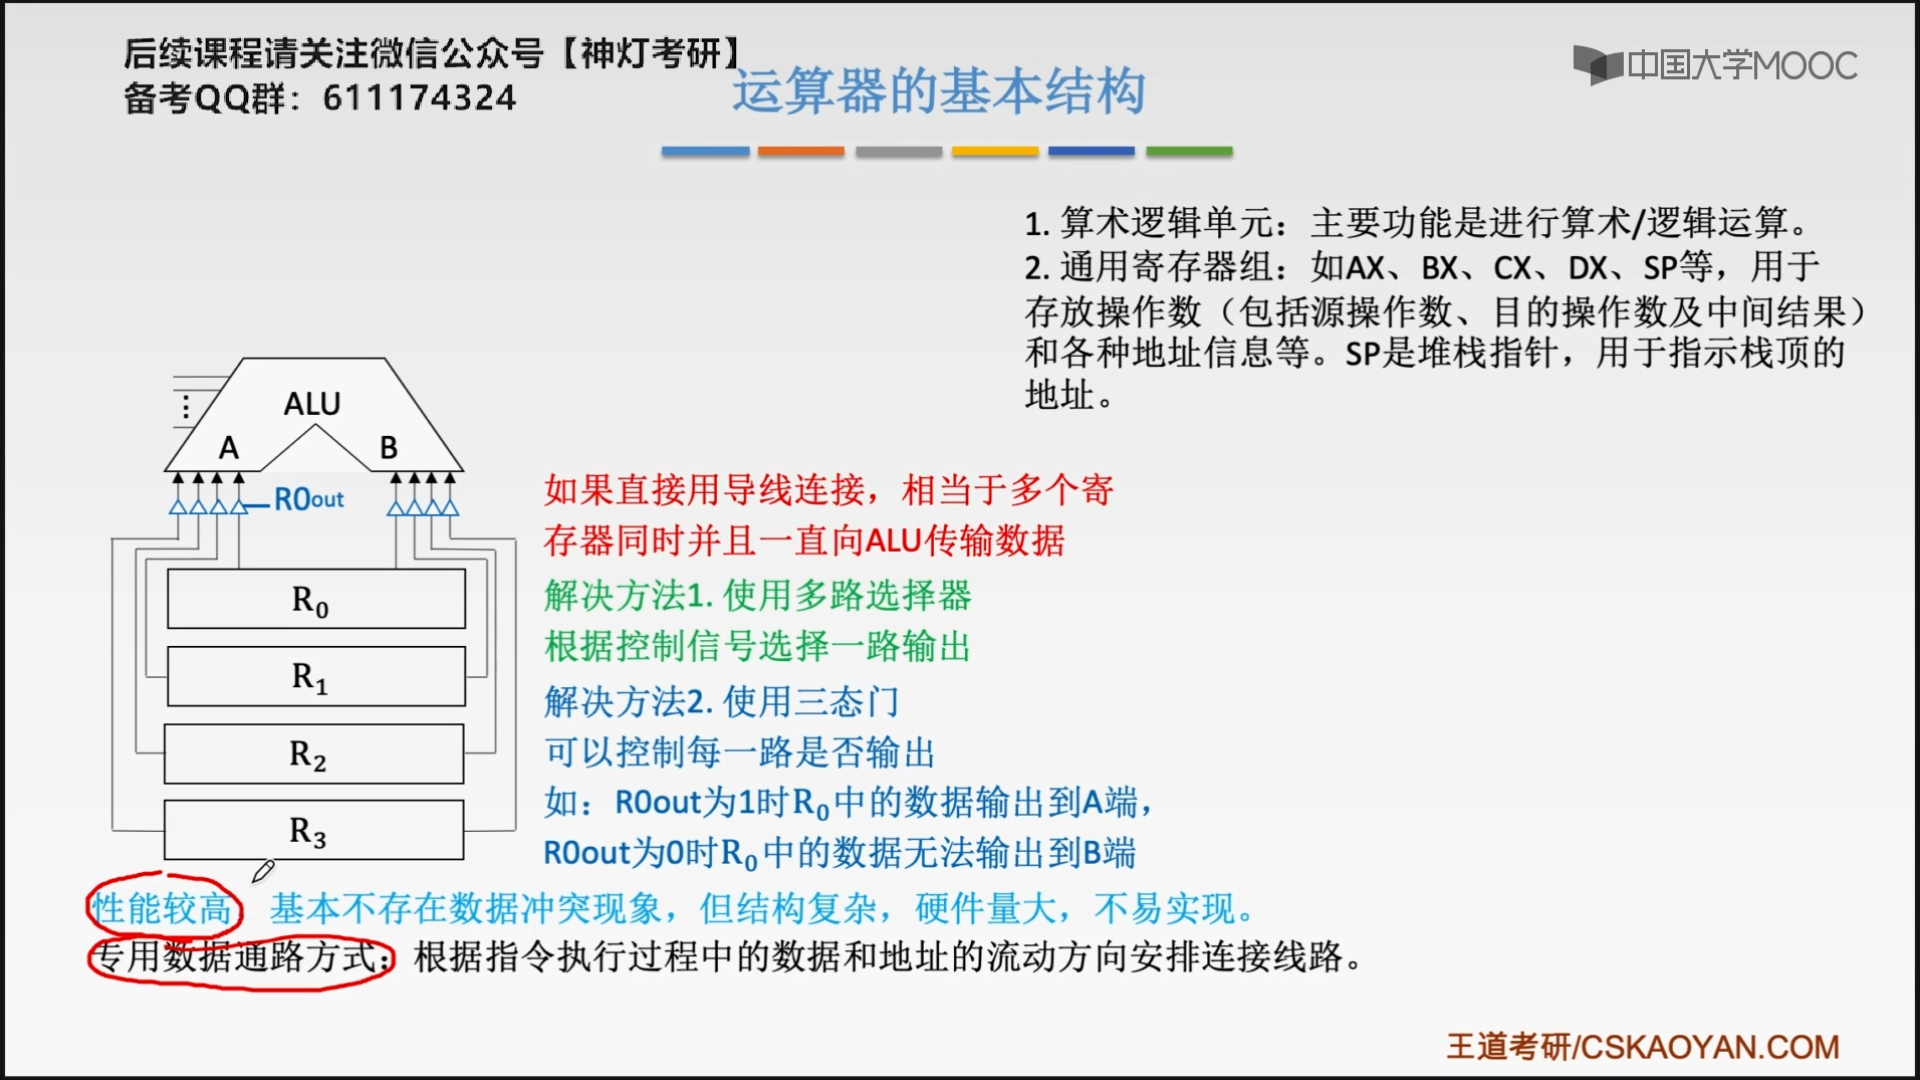 后续课程请关注微信公众号【神灯考研】
备考QQ群：611174324
中国大学MOOC
运算器的基本结构
1. 算术逻辑单元：主要功能是进行算术/逻辑运算。
2. 通用寄存器组：如AX、BX、CX、DX、SP等，用于
存放操作数（包括源操作数、目的操作数及中间结果）
和各种地址信息等。SP是堆栈指针，用于指示栈顶的
地址。
ALU
A
B
R0out
R₀
R₁
R₂
R₃
如果直接用导线连接，相当于多个寄
存器同时并且一直向ALU传输数据
解决方法1. 使用多路选择器
根据控制信号选择一路输出
解决方法2. 使用三态门
可以控制每一路是否输出
如：R0out为1时R₀中的数据输出到A端，
R0out为0时R₀中的数据无法输出到B端
性能较高 基本不存在数据冲突现象，但结构复杂，硬件量大，不易实现。
专用数据通路方式：根据指令执行过程中的数据和地址的流动方向安排连接线路。
王道考研/CSKAOYAN.COM